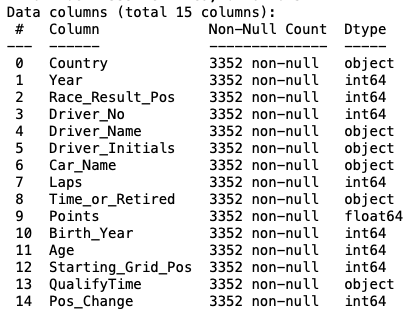 Data columns (total 15 columns):
 #   Column             Non-Null Count  Dtype
---  ------             --------------  -----
 0   Country            3352 non-null   object
 1   Year               3352 non-null   int64
 2   Race_Result_Pos    3352 non-null   int64
 3   Driver_No          3352 non-null   int64
 4   Driver_Name        3352 non-null   object
 5   Driver_Initials    3352 non-null   object
 6   Car_Name           3352 non-null   object
 7   Laps               3352 non-null   int64
 8   Time_or_Retired    3352 non-null   object
 9   Points             3352 non-null   float64
 10  Birth_Year         3352 non-null   int64
 11  Age                3352 non-null   int64
 12  Starting_Grid_Pos  3352 non-null   int64
 13  QualifyTime        3352 non-null   object
 14  Pos_Change         3352 non-null   int64